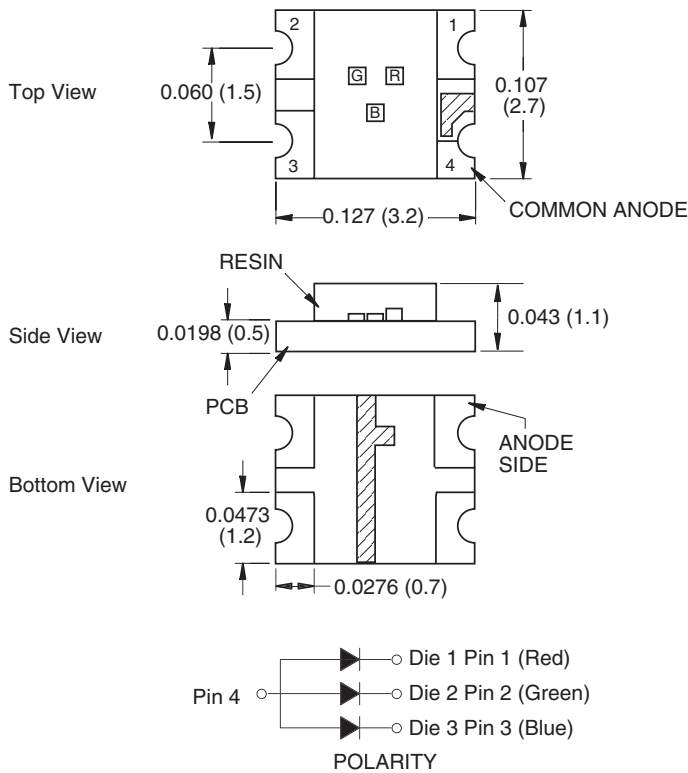 2
1
G
R
B
3
4
Top View
0.060 (1.5)
0.107
(2.7)
0.127 (3.2)
COMMON ANODE
RESIN
Side View
0.0198 (0.5)
0.043 (1.1)
PCB
ANODE
SIDE
Bottom View
0.0473
(1.2)
0.0276 (0.7)
Pin 4
Die 1 Pin 1 (Red)
Die 2 Pin 2 (Green)
Die 3 Pin 3 (Blue)
POLARITY